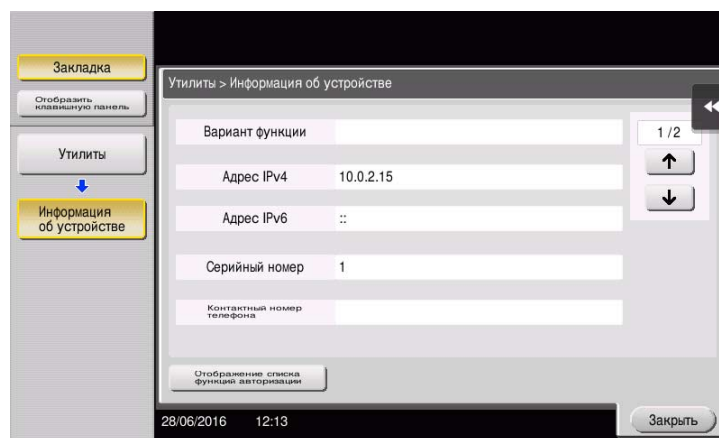 Закладка
Отобразить
клавишную панель
Утилиты
Информация
об устройстве
Утилиты > Информация об устройстве
Вариант функции
1 /2
Адрес IPv4 10.0.2.15
Адрес IPv6 ::
Серийный номер 1
Контактный номер
телефона
Отображение списка
функций авторизации
28/06/2016 12:13
Закрыть